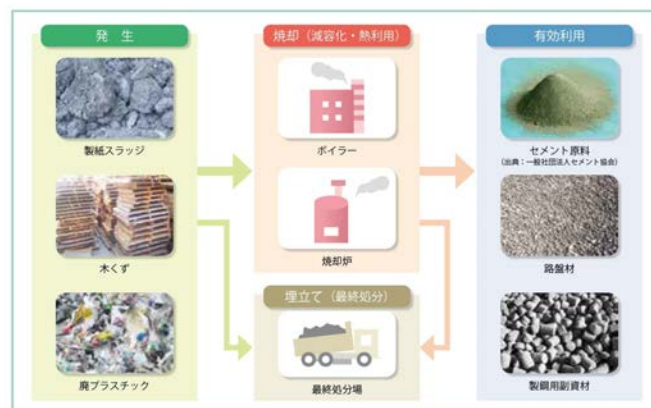 発 生
製紙スラッジ
木くず
廃プラスチック
焼却（減容化・熱利用）
ボイラー
焼却炉
埋立て（最終処分）
最終処分場
有効利用
セメント原料
（出典：一般社団法人セメント協会）
路盤材
製鋼用副資材